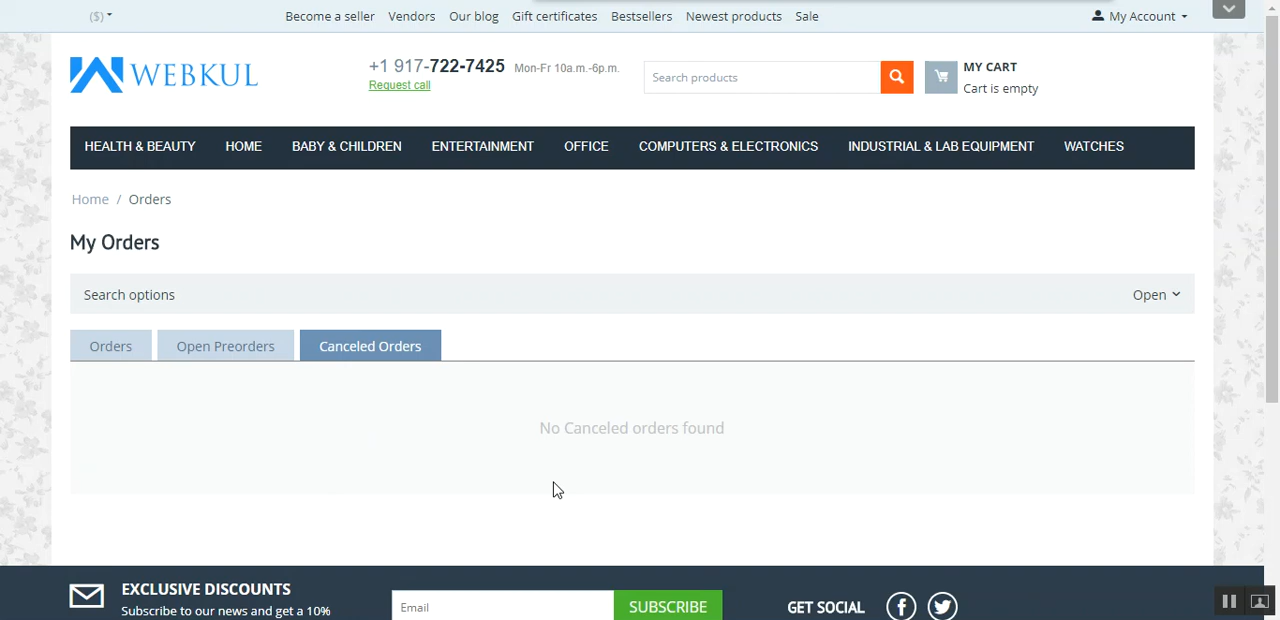 ($)
Become a seller Vendors Our blog Gift certificates Bestsellers Newest products Sale
My Account
WEBKUL
+1 917-722-7425 Mon-Fr 10a.m.-6p.m.
Request call
Search products
MY CART
Cart is empty
HEALTH & BEAUTY HOME BABY & CHILDREN ENTERTAINMENT OFFICE COMPUTERS & ELECTRONICS INDUSTRIAL & LAB EQUIPMENT WATCHES
Home / Orders
My Orders
Search options Open
Orders Open Preorders Canceled Orders
No Canceled orders found
EXCLUSIVE DISCOUNTS
Subscribe to our news and get a 10%
Email SUBSCRIBE
GET SOCIAL